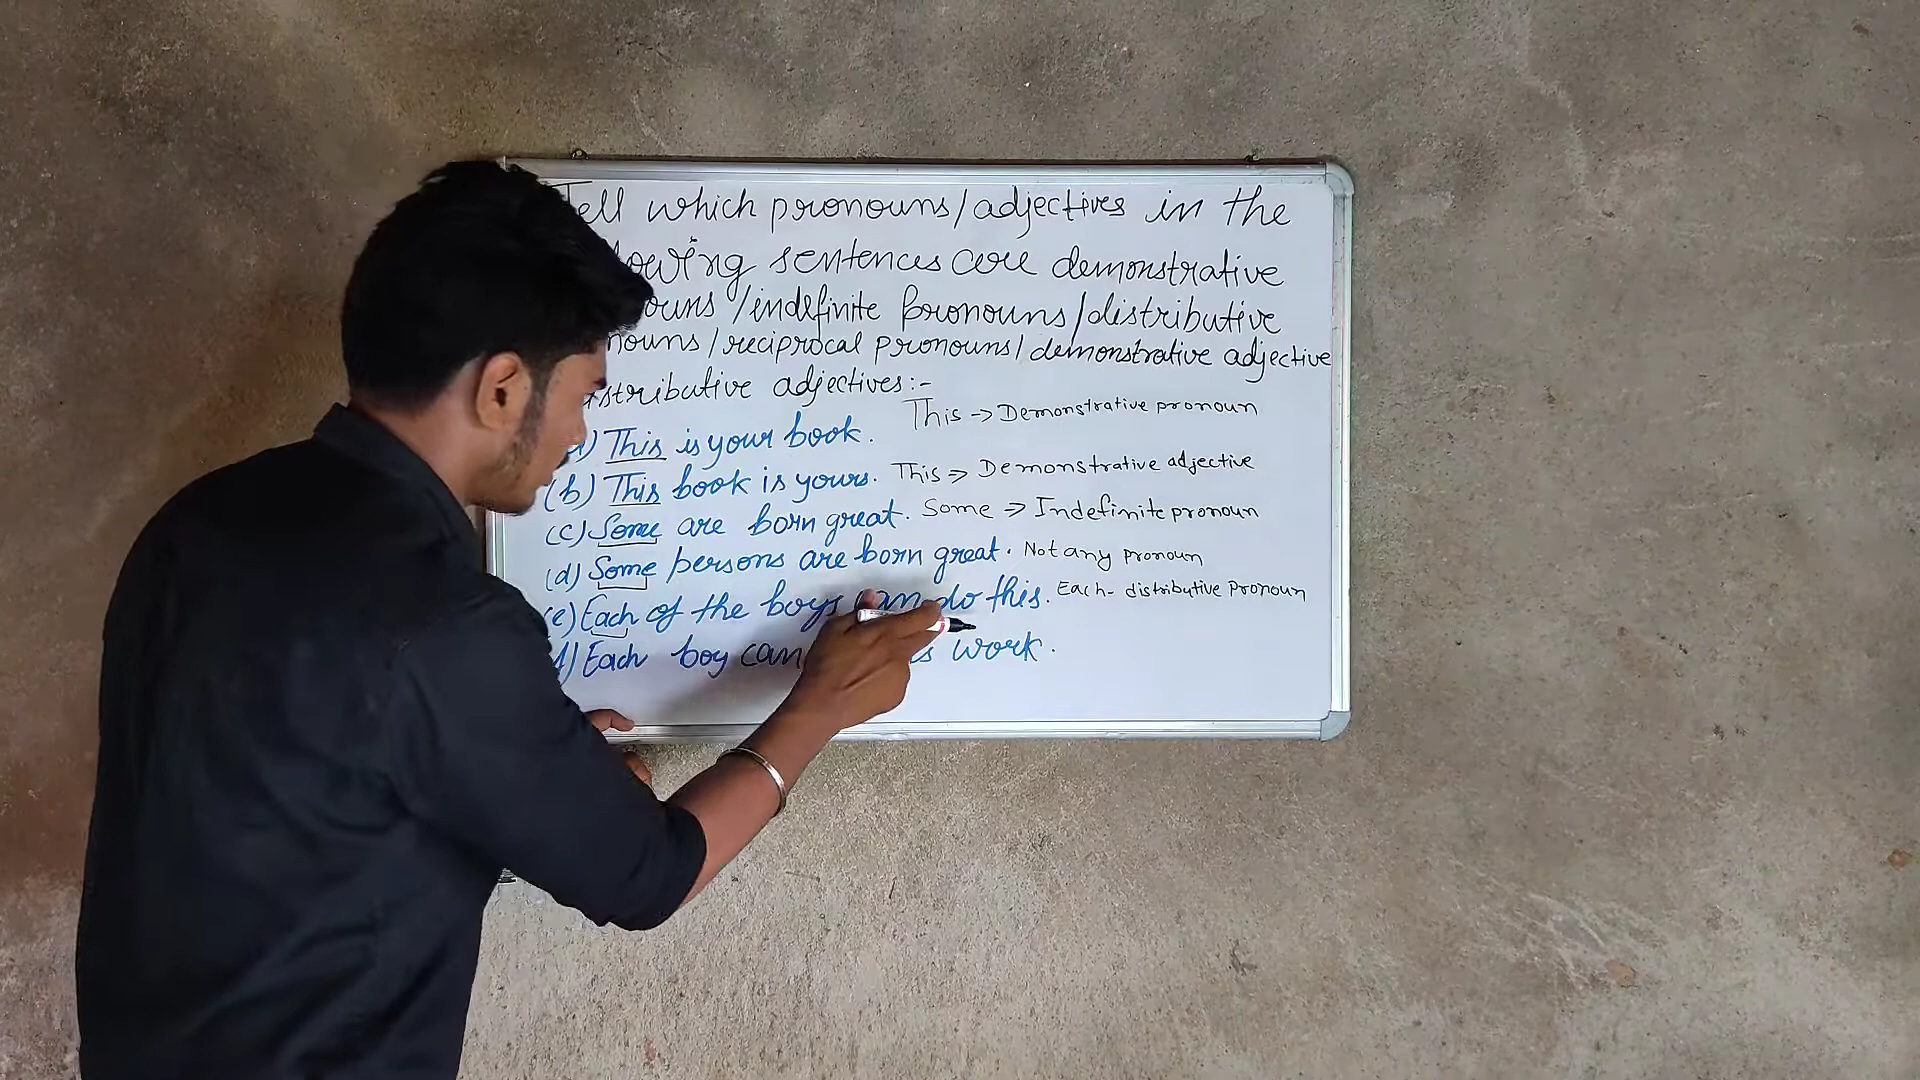 Tell which pronouns/adjectives in the
sentences are demonstrative
/indefinite pronouns/distributive
/reciprocal pronouns/demonstrative adjective
adjectives:-
This -> Demonstrative pronoun
This is your book.
(b) This book is yours. This => Demonstrative adjective
(c) Some are born great. Some => Indefinite pronoun
(d) Some persons are born great. Not any pronoun
(e) Each of the boys can do this. Each- distributive Pronoun
Each boy can work.